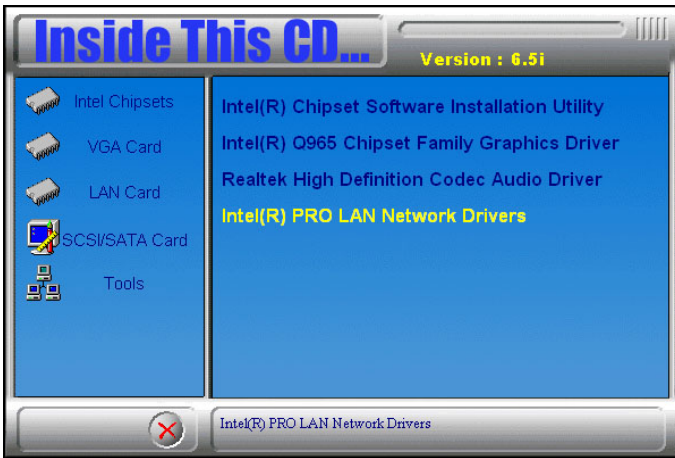 Inside This CD...
Version : 6.5i
Intel Chipsets
VGA Card
LAN Card
SCSI/SATA Card
Tools
Intel(R) Chipset Software Installation Utility
Intel(R) Q965 Chipset Family Graphics Driver
Realtek High Definition Codec Audio Driver
Intel(R) PRO LAN Network Drivers
Intel(R) PRO LAN Network Drivers